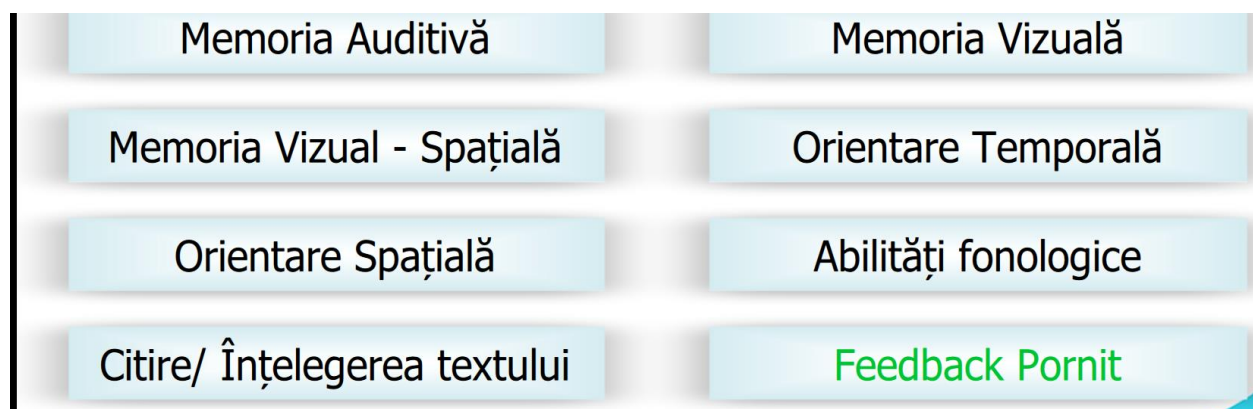 Memoria Auditivă
Memoria Vizuală
Memoria Vizual - Spațială
Orientare Temporală
Orientare Spațială
Abilități fonologice
Citire/ Înțelegerea textului
Feedback Pornit